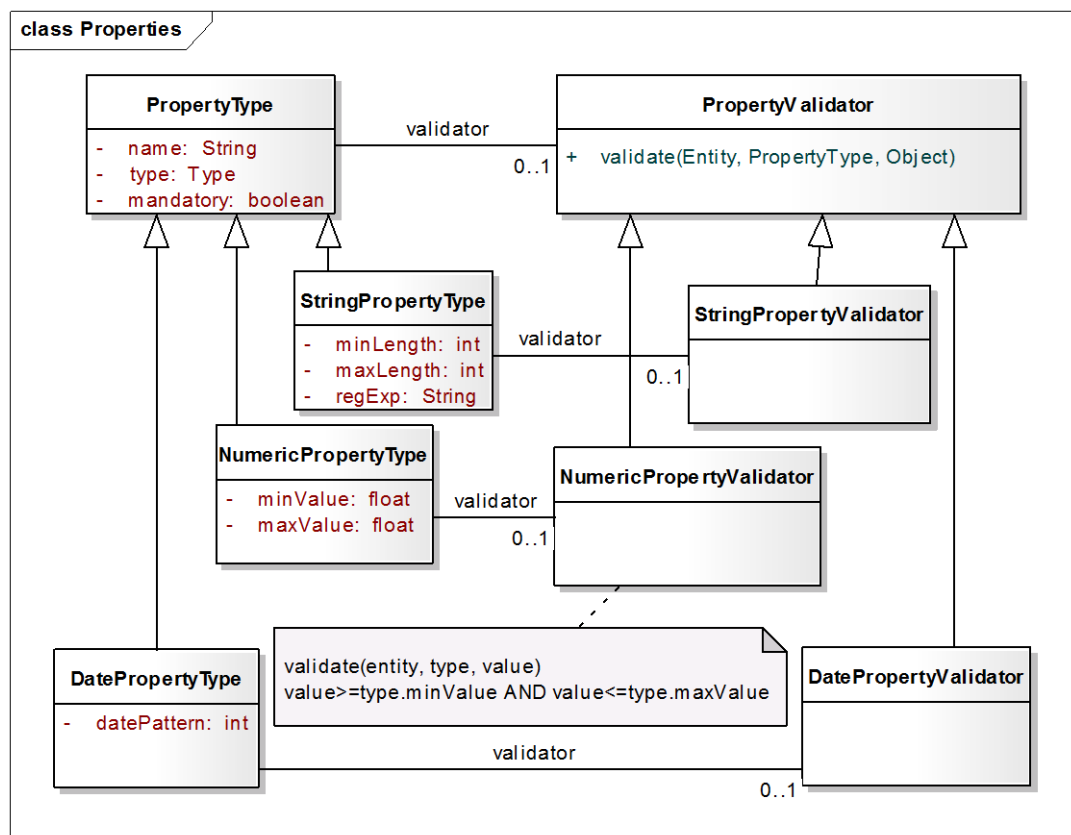 class Properties
PropertyType
- name: String
- type: Type
- mandatory: boolean
validator
0..1
PropertyValidator
+ validate(Entity, PropertyType, Object)
StringPropertyType
- minLength: int
- maxLength: int
- regExp: String
validator
0..1
StringPropertyValidator
NumericPropertyType
- minValue: float
- maxValue: float
validator
0..1
NumericPropertyValidator
validate(entity, type, value)
value>=type.minValue AND value<=type.maxValue
DatePropertyType
- datePattern: int
validator
0..1
DatePropertyValidator